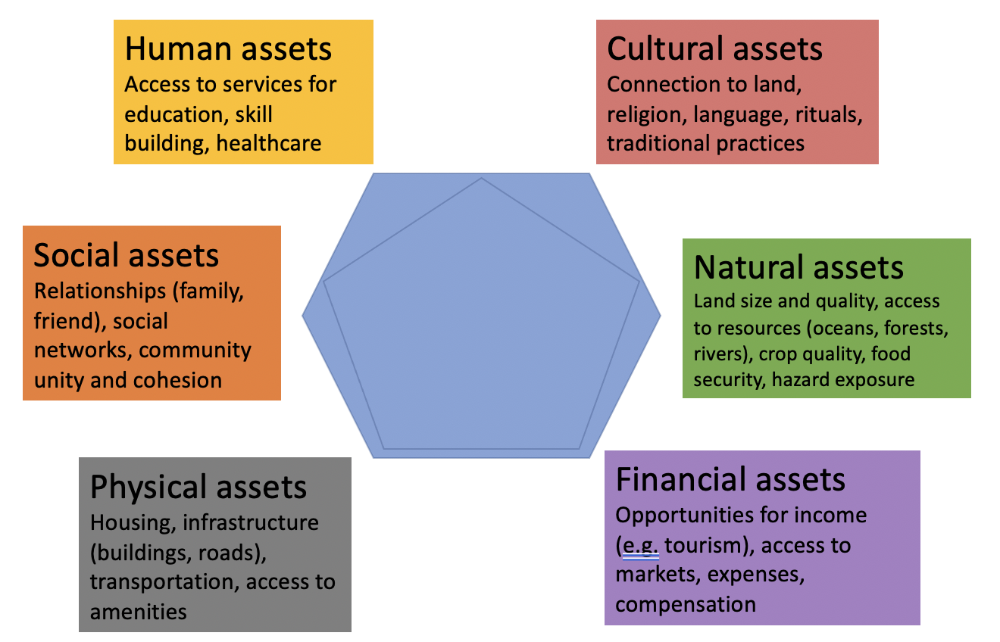 Human assets
Access to services for
education, skill
building, healthcare
Cultural assets
Connection to land,
religion, language, rituals,
traditional practices
Social assets
Relationships (family,
friend), social
networks, community
unity and cohesion
Natural assets
Land size and quality, access
to resources (oceans, forests,
rivers), crop quality, food
security, hazard exposure
Physical assets
Housing, infrastructure
(buildings, roads),
transportation, access to
amenities
Financial assets
Opportunities for income
(e.g. tourism), access to
markets, expenses,
compensation